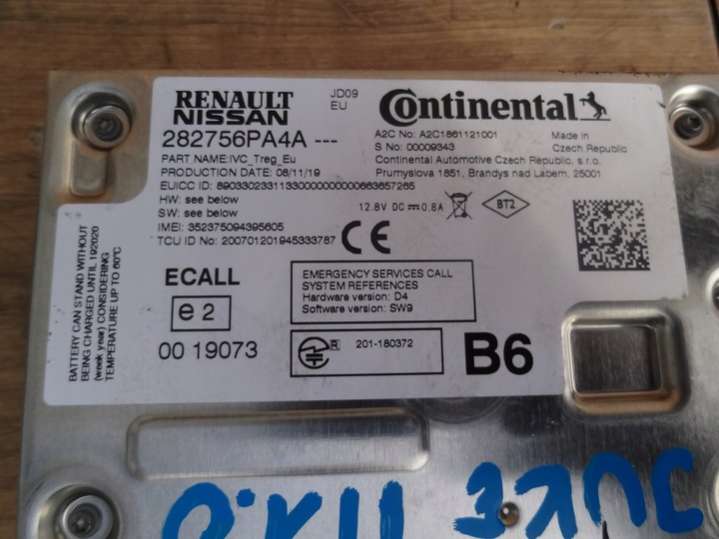 RENAULT
NISSAN
JD09
EU
Continental
282756PA4A ---
PART NAME:IVC_Treg_Eu
PRODUCTION DATE: 08/11/19
EUICC ID: 89033023311330000000000663657265
HW: see below
SW: see below
IMEI: 352375094395605
TCU ID No: 200701201945333787
A2C No: A2C1861121001
S No: 00009343
Made in
Czech Republic
Continental Automotive Czech Republic, s.r.o.
Prumyslova 1851, Brandys nad Labem, 25001
12.8V DC 0,8A
BT2
CE
BATTERY CAN STAND WITHOUT
BEING CHARGED UNTIL 192020
(week year) CONSIDERING
TEMPERATURE UP TO 60°C
ECALL
e 2
00 19073
EMERGENCY SERVICES CALL
SYSTEM REFERENCES
Hardware version: D4
Software version: SW9
R
201-180372
B6
JUKE